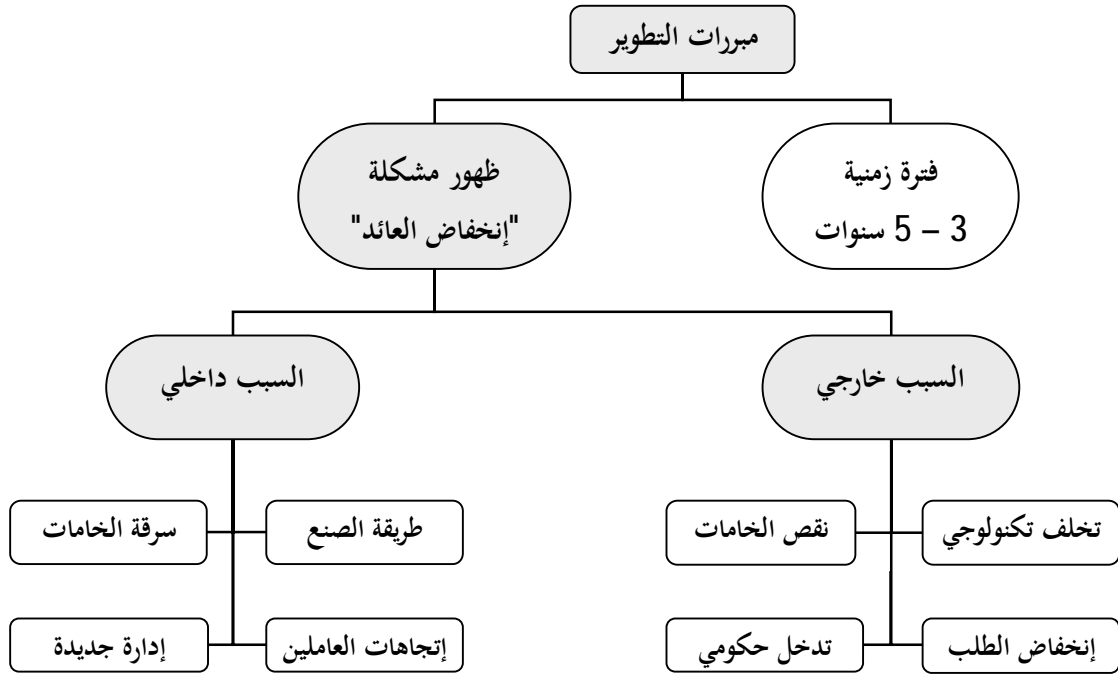 مبررات التطوير
فترة زمنية
3 – 5 سنوات
ظهور مشكلة
"إنخفاض العائد"
السبب خارجي
السبب داخلي
تخلف تكنولوجي
نقص الخامات
إنخفاض الطلب
تدخل حكومي
طريقة الصنع
سرقة الخامات
إتجاهات العاملين
إدارة جديدة